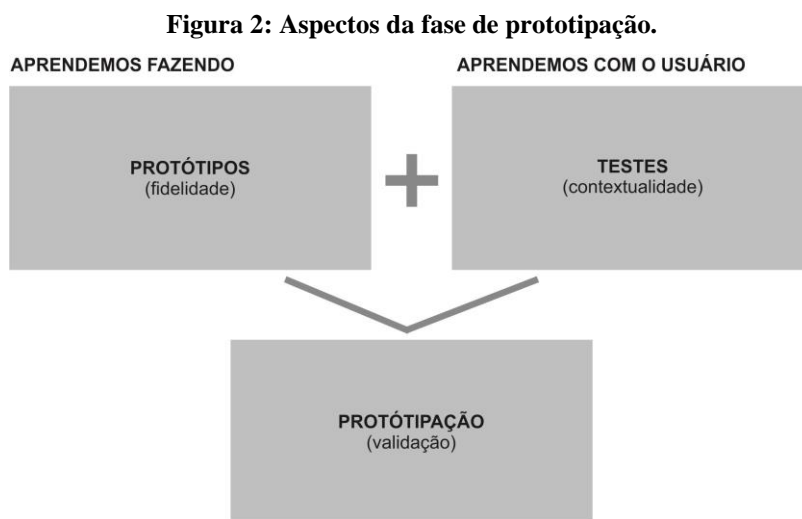 Figura 2: Aspectos da fase de prototipação.
APRENDEMOS FAZENDO
APRENDEMOS COM O USUÁRIO
PROTÓTIPOS
(fidelidade)
TESTES
(contextualidade)
PROTÓTIPAÇÃO
(validação)